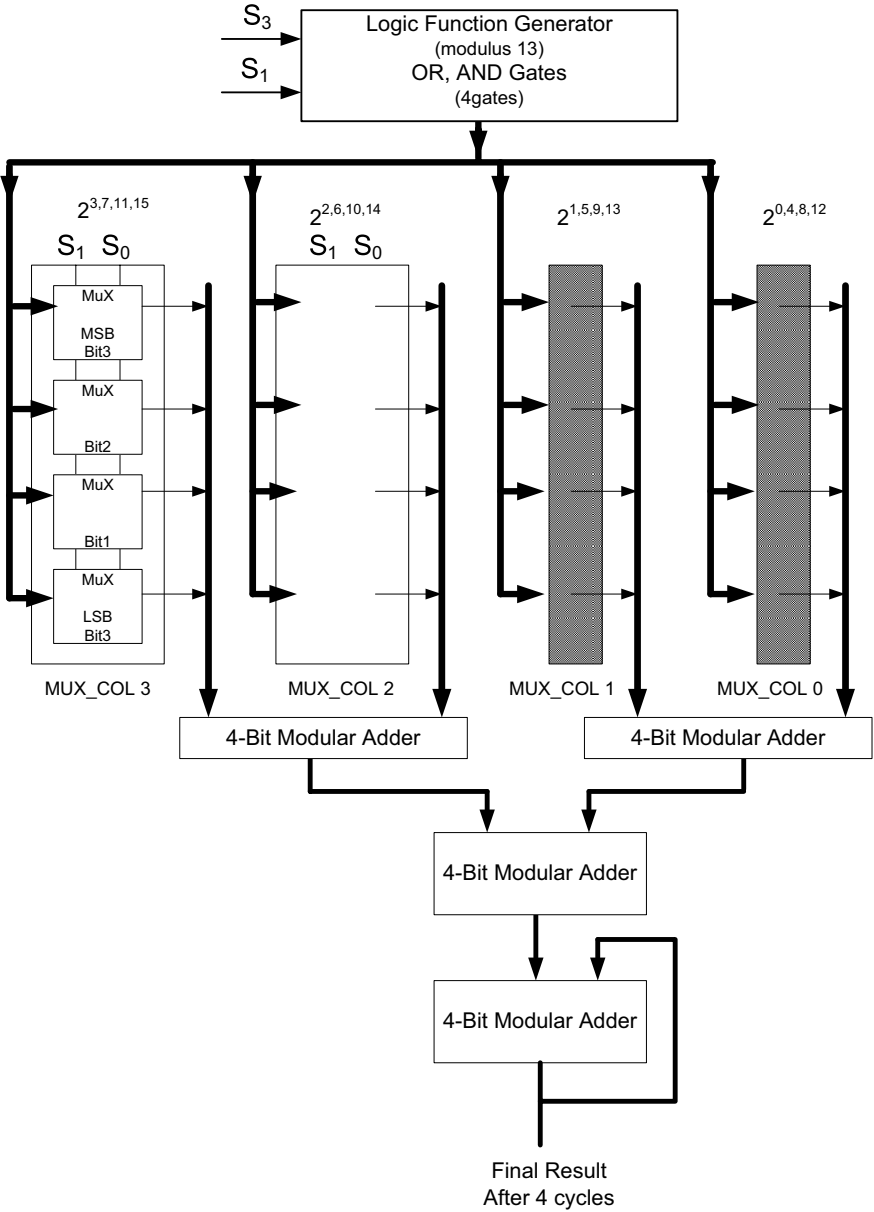 S3
S1
Logic Function Generator
(modulus 13)
OR, AND Gates
(4gates)
2^3,7,11,15
2^2,6,10,14
2^1,5,9,13
2^0,4,8,12
S1 S0
S1 S0
MuX
MSB
Bit3
MuX
Bit2
MuX
Bit1
MuX
LSB
Bit3
MUX_COL 3
MUX_COL 2
MUX_COL 1
MUX_COL 0
4-Bit Modular Adder
4-Bit Modular Adder
4-Bit Modular Adder
4-Bit Modular Adder
Final Result
After 4 cycles